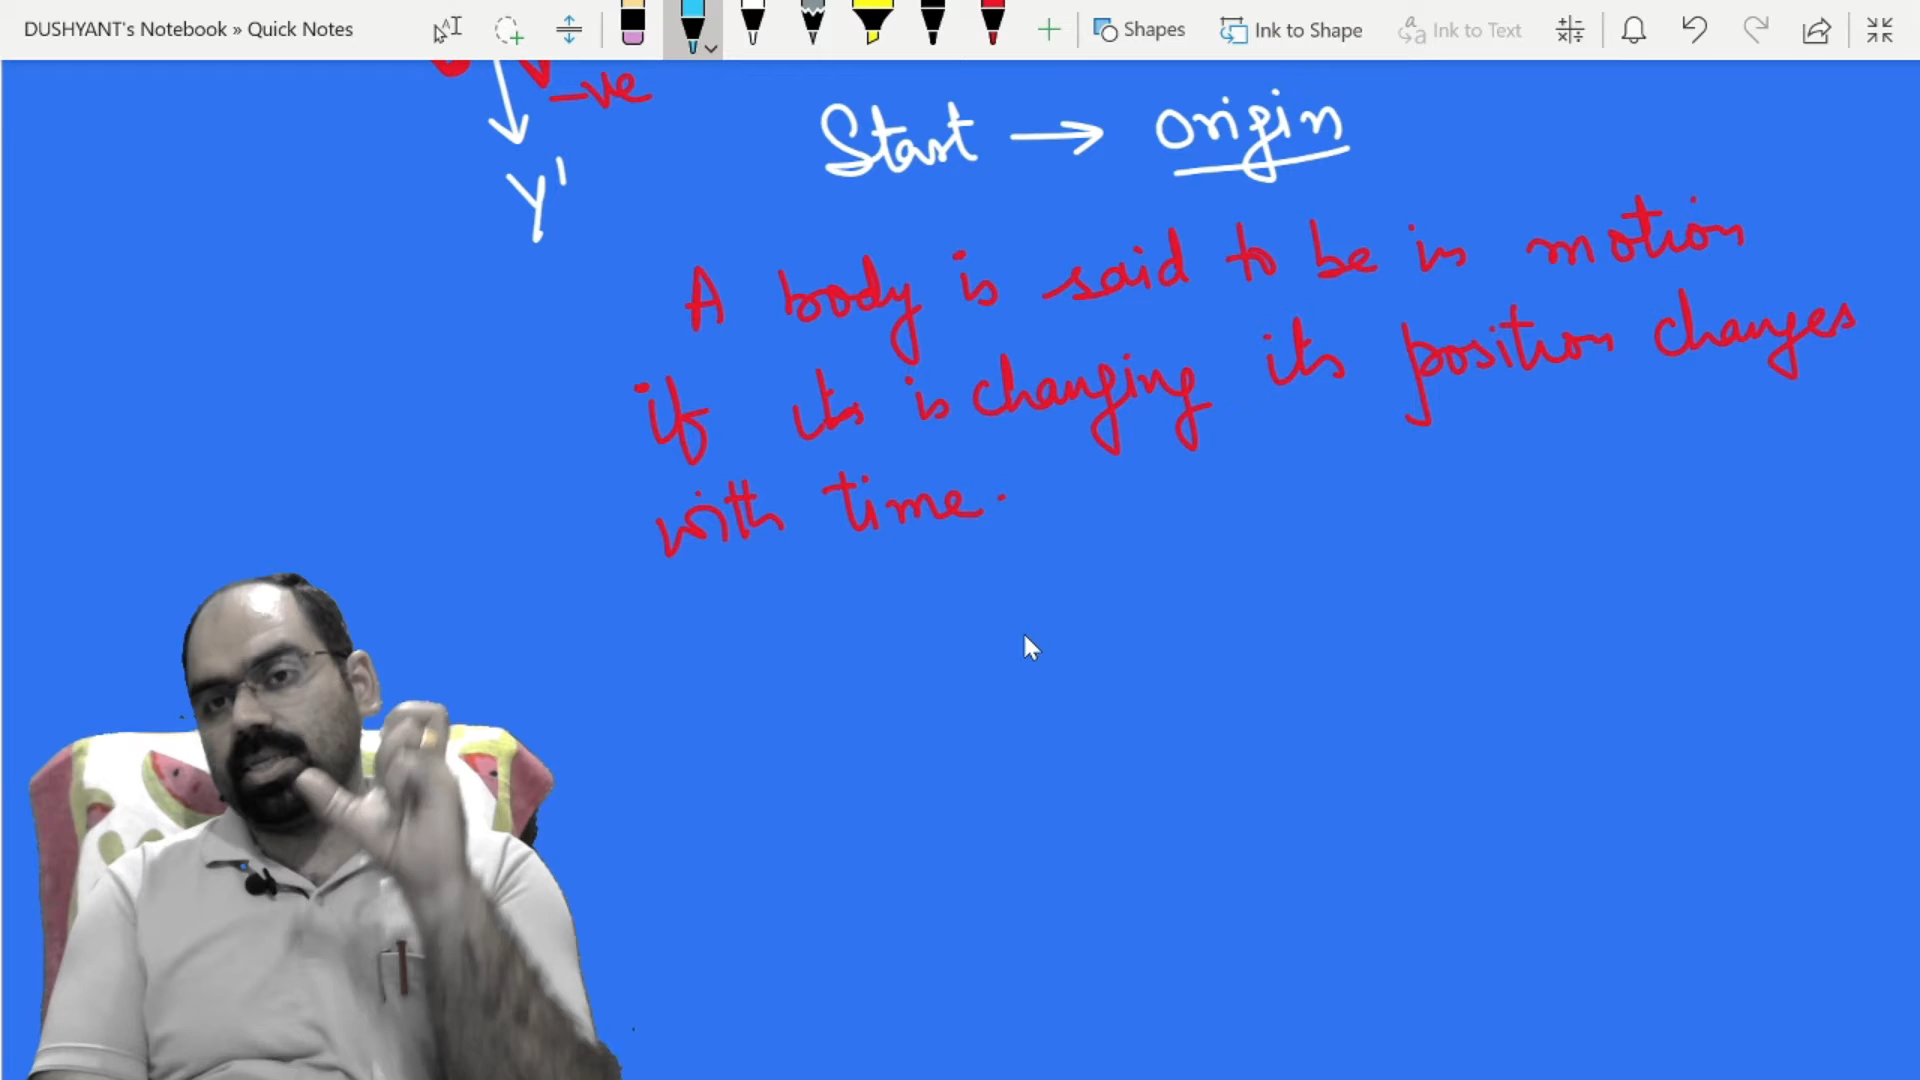 DUSHYANT's Notebook » Quick Notes
Shapes
Ink to Shape
Ink to Text
-ve
Start → Origin
Y'
A body is said to be in motion
if its is changing its position changes
with time.